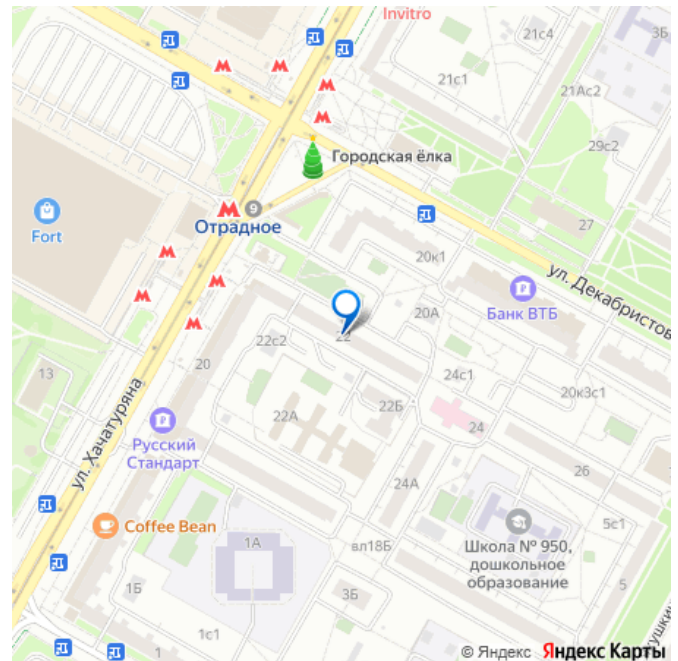 Invitro
3Б
21с4
21с1
21Ас2
М
М
М
М
Городская ёлка
29с2
М
9
Отрадное
Fort
27
М
20к1
М
М
М
ул. Декабристов
Банк ВТБ
20А
22с2
22
20
13
24с1
20к3с1
22Б
22А
24
ул. Хачатуряна
Русский
Стандарт
26
24А
Coffee Bean
5с1
1А
вл18Б
Школа № 950,
дошкольное
образование
1Б
5
1с1
1
© Яндекс Яндекс Карты